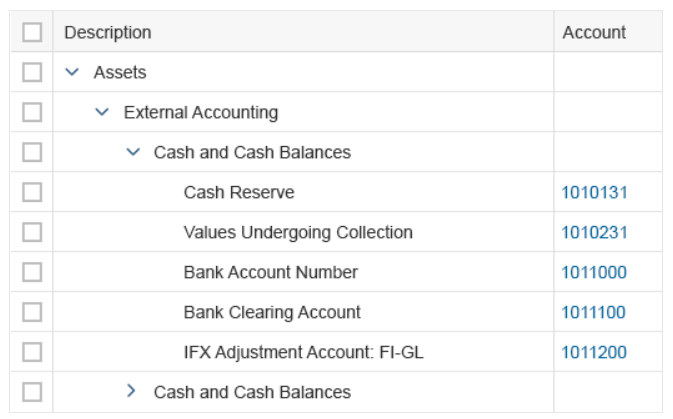 Description Account
Assets
External Accounting
Cash and Cash Balances
Cash Reserve 1010131
Values Undergoing Collection 1010231
Bank Account Number 1011000
Bank Clearing Account 1011100
IFX Adjustment Account: FI-GL 1011200
Cash and Cash Balances